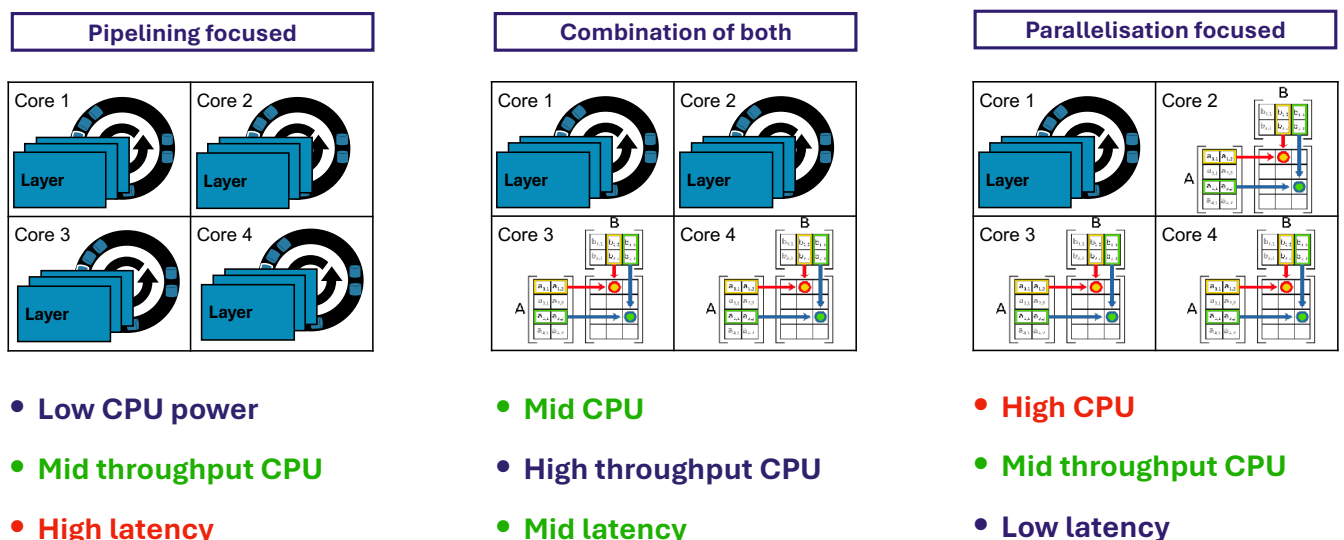 Pipelining focused
Core 1
Layer
Core 2
Layer
Core 3
Layer
Core 4
Layer
Low CPU power
Mid throughput CPU
High latency
Combination of both
Core 1
Layer
Core 2
Layer
Core 3
B
A
Core 4
Mid CPU
High throughput CPU
Mid latency
Parallelisation focused
Core 1
Layer
Core 2
B
A
Core 3
B
A
Core 4
B
High CPU
Mid throughput CPU
Low latency